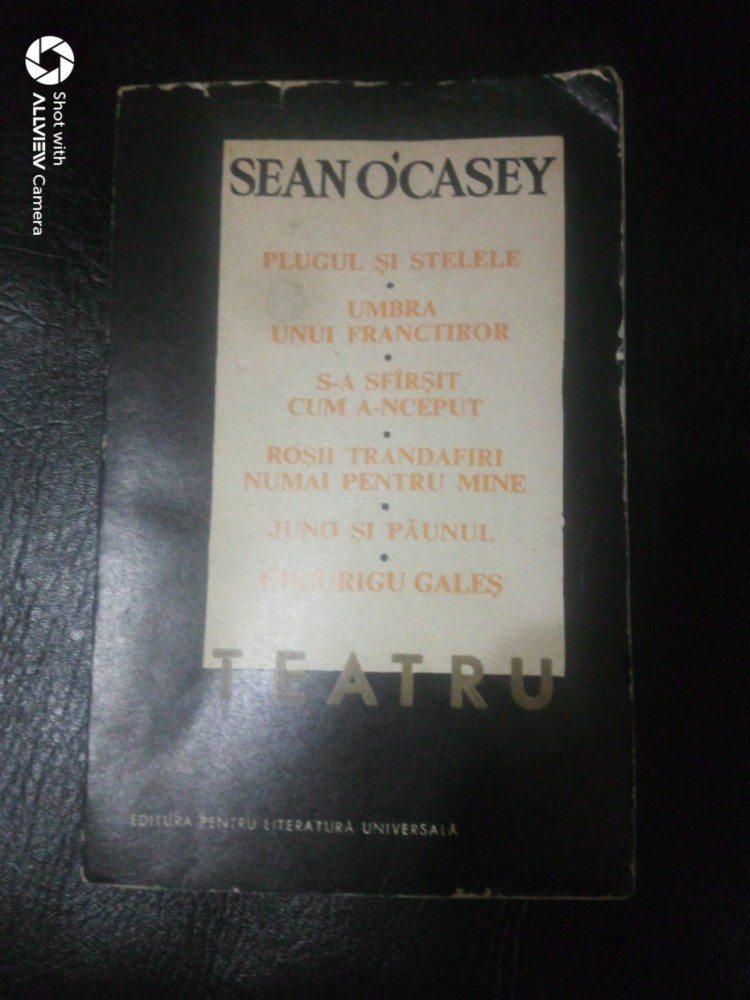 SEAN O'CASEY
PLUGUL ȘI STELELE
•
UMBRA
UNUI FRANCTIROR
•
S-A SFÎRȘIT
CUM A-NCEPUT
•
ROȘII TRANDAFIRI
NUMAI PENTRU MINE
•
JUNO ȘI PĂUNUL
•
GALEȘ
TEATRU
EDITURA PENTRU LITERATURĂ UNIVERSALĂ
Shot with
ALLVIEW Camera